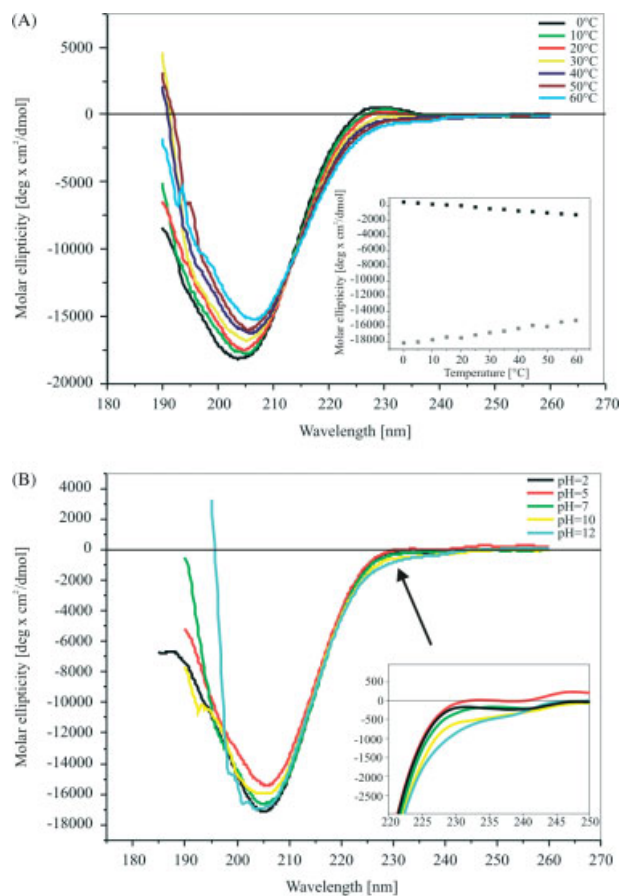 (A)
Molar ellipticity [deg x cm²/dmol]
5000
0
-5000
-10000
-15000
-20000
0°C
10°C
20°C
30°C
40°C
50°C
60°C
Molar ellipticity [deg x cm²/dmol]
0
-2000
-4000
-6000
-8000
-10000
-12000
-14000
-16000
-18000
0 10 20 30 40 50 60
Temperature [°C]
180 190 200 210 220 230 240 250 260 270
Wavelength [nm]
(B)
Molar ellipticity [deg x cm²/dmol]
4000
2000
0
-2000
-4000
-6000
-8000
-10000
-12000
-14000
-16000
-18000
pH=2
pH=5
pH=7
pH=10
pH=12
500
0
-500
-1000
-1500
-2000
-2500
220 225 230 240 250
180 190 200 210 220 230 240 250 260 270
Wavelength [nm]